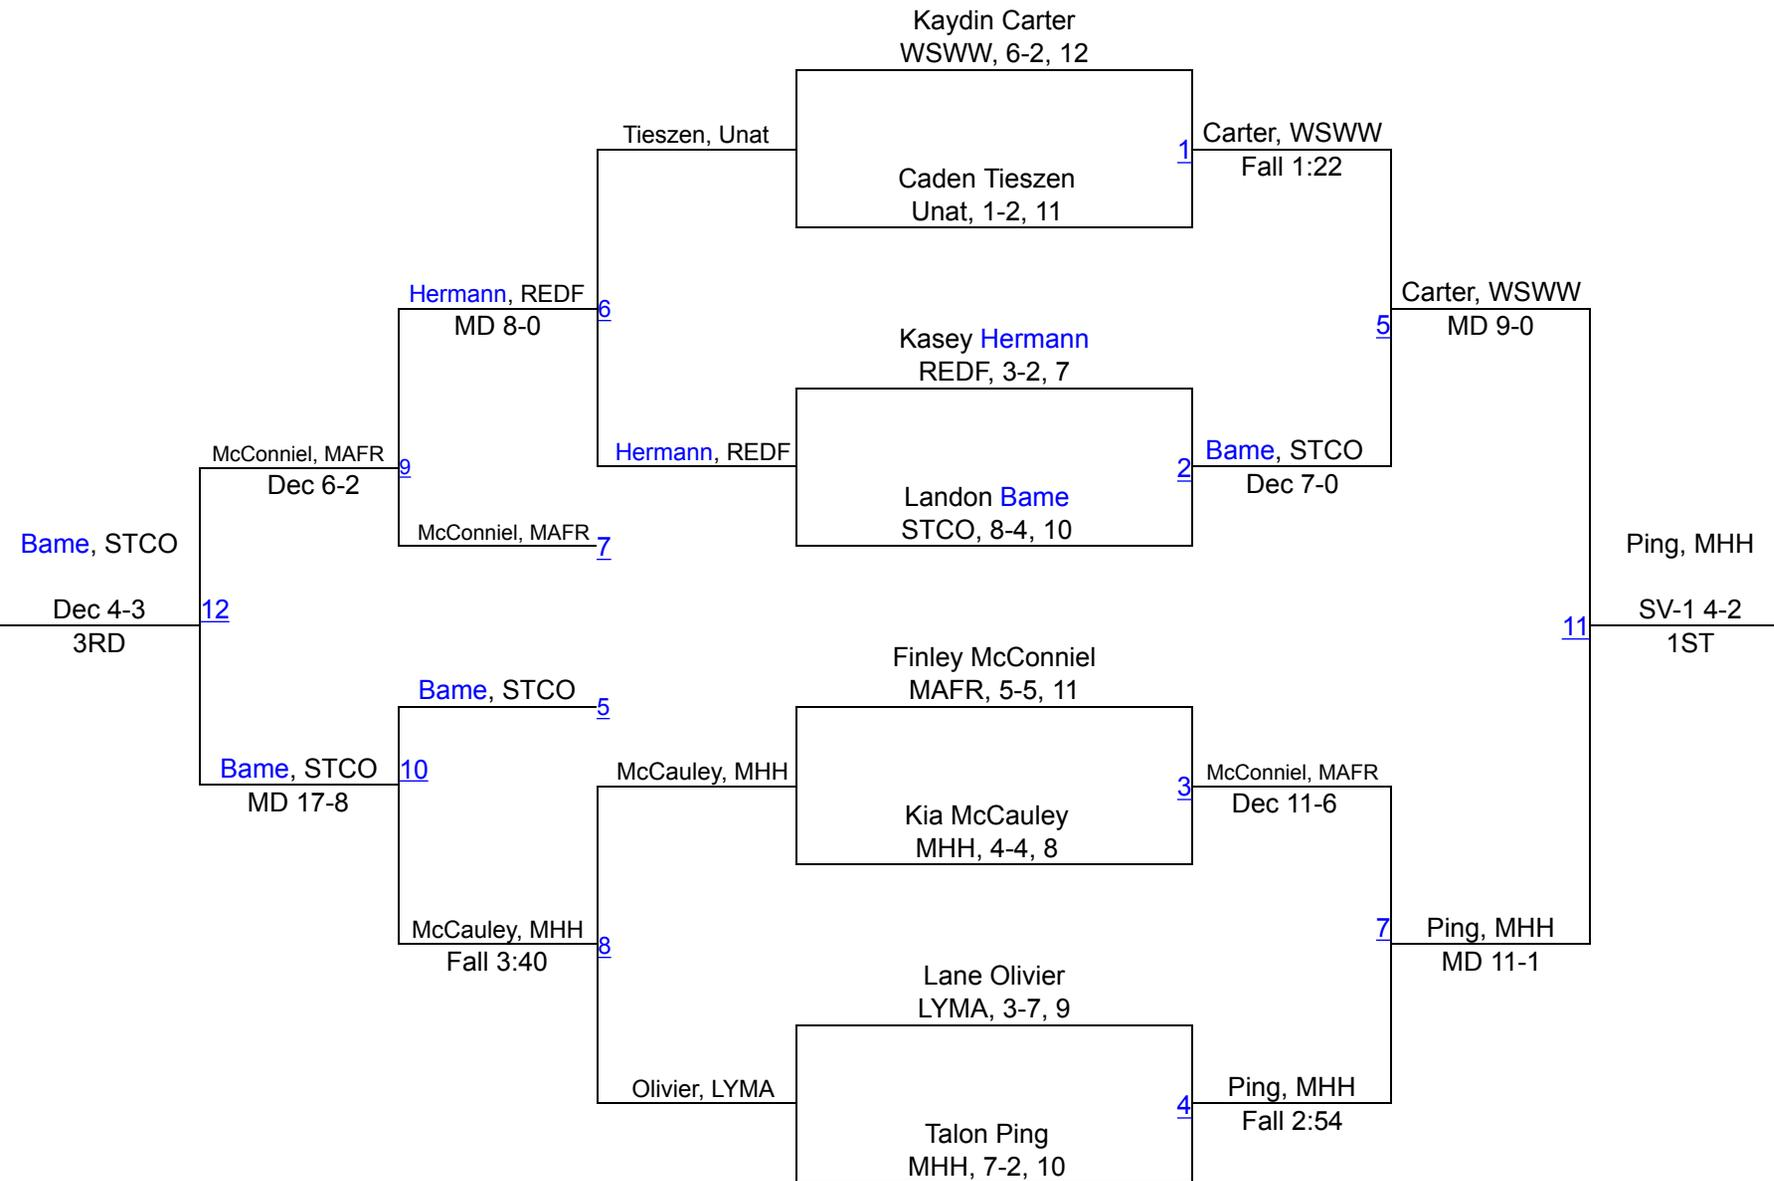 Kaydin Carter
WSWW, 6-2, 12
Tieszen, Unat
1
Carter, WSWW
Fall 1:22
Caden Tieszen
Unat, 1-2, 11
Hermann, REDF
MD 8-0
6
Carter, WSWW
MD 9-0
5
Kasey Hermann
REDF, 3-2, 7
McConniel, MAFR
Dec 6-2
9
Hermann, REDF
2
Bame, STCO
Dec 7-0
Landon Bame
STCO, 8-4, 10
McConniel, MAFR
7
Bame, STCO
Dec 4-3
3RD
12
Ping, MHH
SV-1 4-2
1ST
11
Finley McConniel
MAFR, 5-5, 11
Bame, STCO
5
Bame, STCO
MD 17-8
10
McCauley, MHH
3
McConniel, MAFR
Dec 11-6
Kia McCauley
MHH, 4-4, 8
McCauley, MHH
Fall 3:40
8
7
Ping, MHH
MD 11-1
Lane Olivier
LYMA, 3-7, 9
Olivier, LYMA
4
Ping, MHH
Fall 2:54
Talon Ping
MHH, 7-2, 10